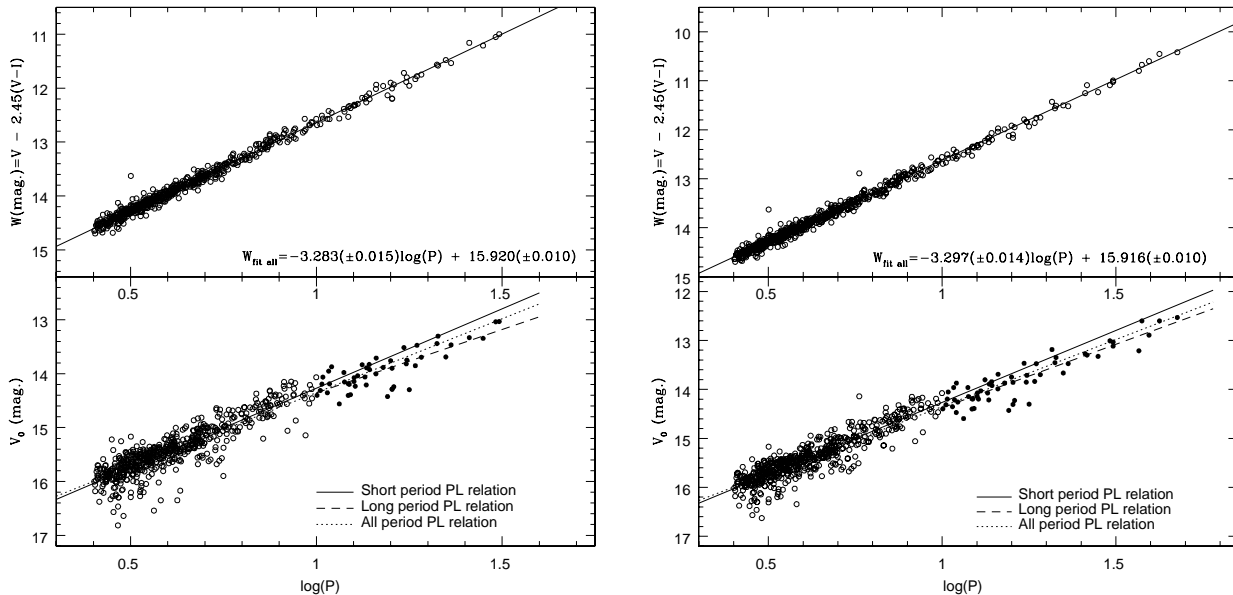 11
12
13
14
15
W(mag.)=V − 2.45(V−I)
W_fit all=−3.283(±0.015)log(P) + 15.920(±0.010)
0.5
1
1.5
13
14
15
16
17
V_0 (mag.)
Short period PL relation
Long period PL relation
All period PL relation
0.5
1
1.5
log(P)
10
11
12
13
14
15
W(mag.)=V − 2.45(V−I)
W_fit all=−3.297(±0.014)log(P) + 15.916(±0.010)
0.5
1
1.5
12
13
14
15
16
17
V_0 (mag.)
Short period PL relation
Long period PL relation
All period PL relation
0.5
1
1.5
log(P)